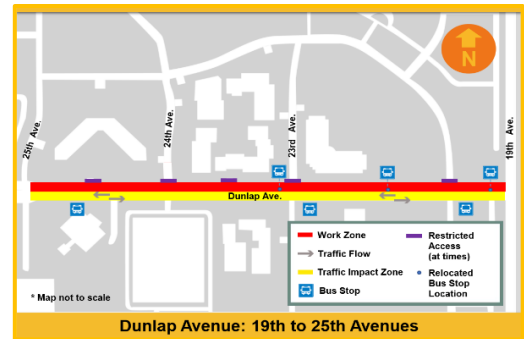 N
25th Ave.
24th Ave.
23rd Ave.
19th Ave.
Dunlap Ave.
Work Zone
Traffic Flow
Traffic Impact Zone
Bus Stop
Restricted
Access
(at times)
Relocated
Bus Stop
Location
* Map not to scale
Dunlap Avenue: 19th to 25th Avenues